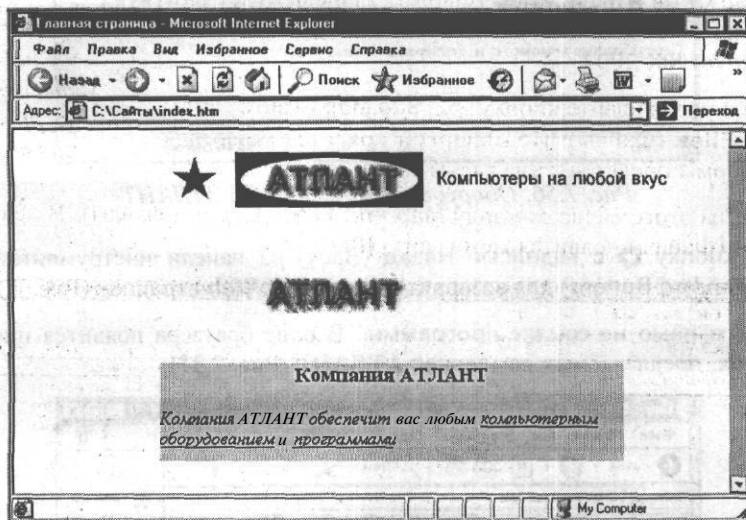 Главная страница - Microsoft Internet Explorer
Файл Правка Вид Избранное Сервис Справка
Назад Поиск Избранное »
Адрес: C:\Сайты\index.htm Переход
АТЛАНТ Компьютеры на любой вкус
АТЛАНТ
Компания АТЛАНТ
Компания АТЛАНТ обеспечит вас любым компьютерным
оборудованием и программами
My Computer